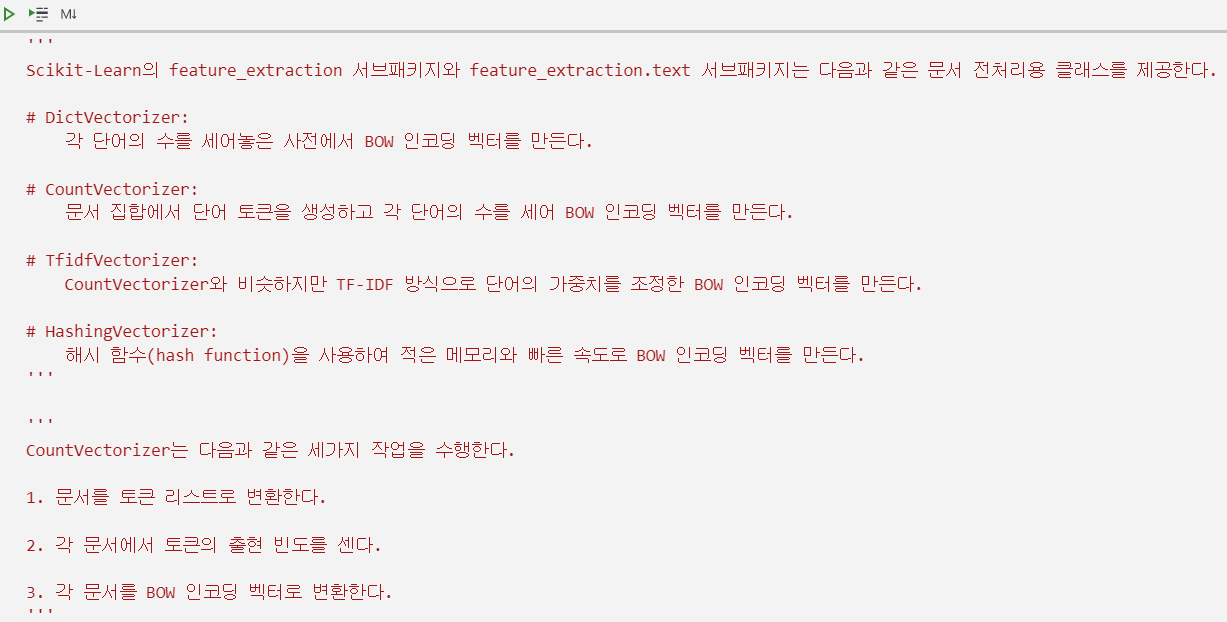 M↓
'''
Scikit-Learn의 feature_extraction 서브패키지와 feature_extraction.text 서브패키지는 다음과 같은 문서 전처리용 클래스를 제공한다.
# DictVectorizer:
각 단어의 수를 세어놓은 사전에서 BOW 인코딩 벡터를 만든다.
# CountVectorizer:
문서 집합에서 단어 토큰을 생성하고 각 단어의 수를 세어 BOW 인코딩 벡터를 만든다.
# TfidfVectorizer:
CountVectorizer와 비슷하지만 TF-IDF 방식으로 단어의 가중치를 조정한 BOW 인코딩 벡터를 만든다.
# HashingVectorizer:
해시 함수(hash function)을 사용하여 적은 메모리와 빠른 속도로 BOW 인코딩 벡터를 만든다.
'''
'''
CountVectorizer는 다음과 같은 세가지 작업을 수행한다.
1. 문서를 토큰 리스트로 변환한다.
2. 각 문서에서 토큰의 출현 빈도를 센다.
3. 각 문서를 BOW 인코딩 벡터로 변환한다.
'''